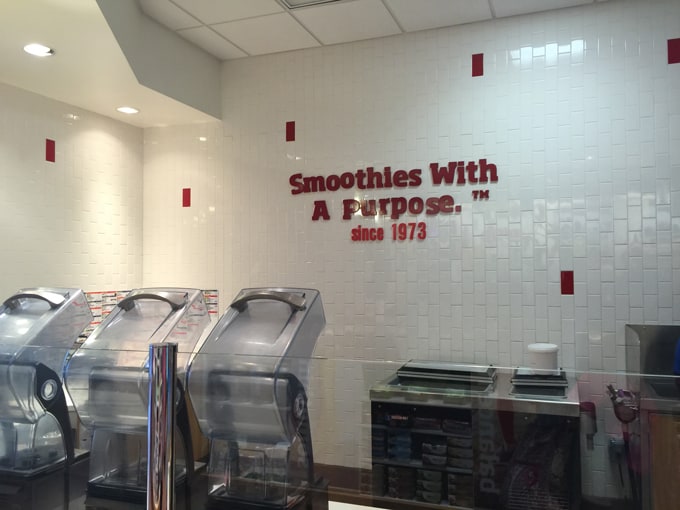 Smoothies With
A Purpose. ™
since 1973